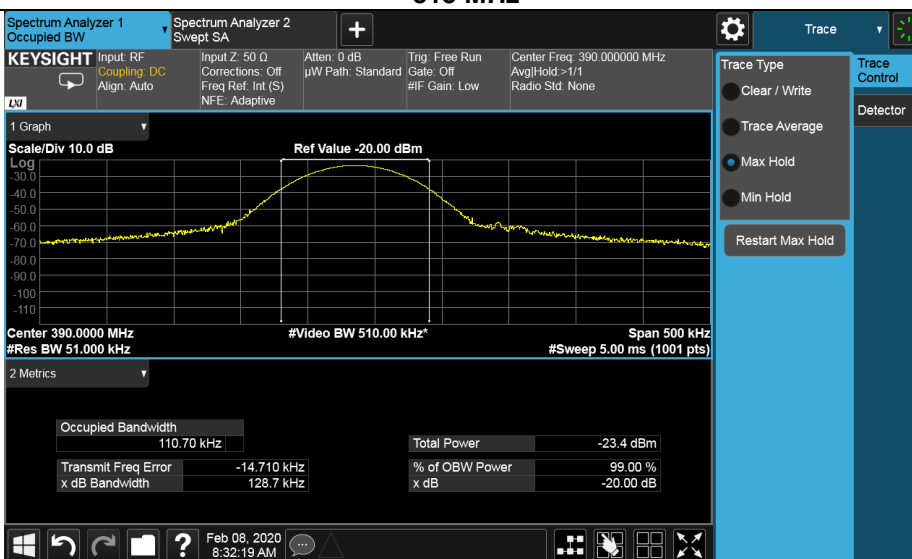 Spectrum Analyzer 1
Occupied BW
Spectrum Analyzer 2
Swept SA
Trace
KEYSIGHT
LXI
Input: RF
Coupling: DC
Align: Auto
Input Z: 50 Ω
Corrections: Off
Freq Ref: Int (S)
NFE: Adaptive
Atten: 0 dB
µW Path: Standard
Trig: Free Run
Gate: Off
#IF Gain: Low
Center Freq: 390.000000 MHz
Avg|Hold:>1/1
Radio Std: None
Trace Type
Clear / Write
Trace Average
Max Hold
Min Hold
Restart Max Hold
Trace
Control
Detector
1 Graph
Scale/Div 10.0 dB
Ref Value -20.00 dBm
Log
-30.0
-40.0
-50.0
-60.0
-70.0
-80.0
-90.0
-100
-110
Center 390.0000 MHz
#Video BW 510.00 kHz*
Span 500 kHz
#Res BW 51.000 kHz
#Sweep 5.00 ms (1001 pts)
2 Metrics
Occupied Bandwidth
110.70 kHz
Total Power -23.4 dBm
Transmit Freq Error -14.710 kHz
% of OBW Power 99.00 %
x dB Bandwidth 128.7 kHz
x dB -20.00 dB
Feb 08, 2020
8:32:19 AM